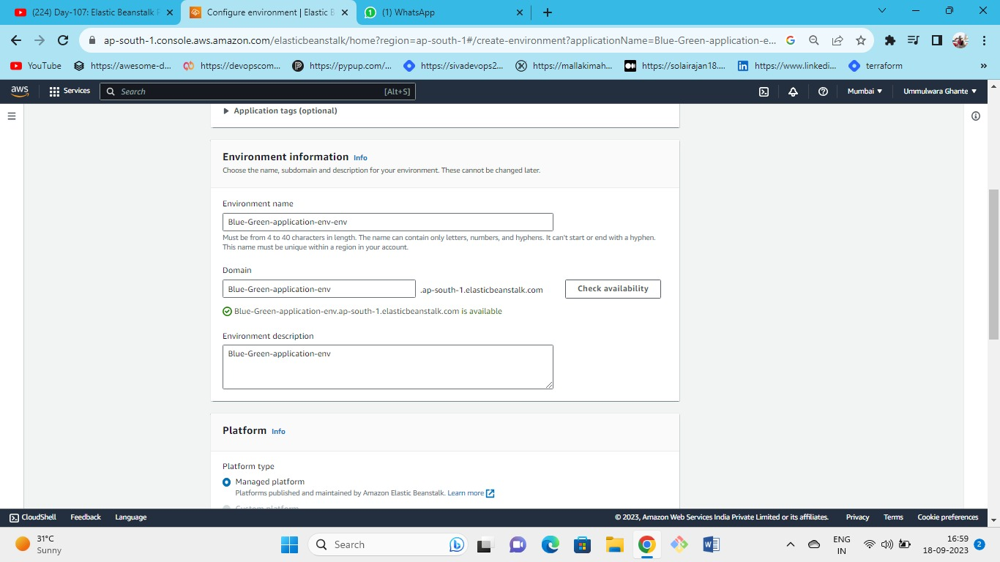 (224) Day-107: Elastic Beanstalk
Configure environment | Elastic B
(1) WhatsApp
ap-south-1.console.aws.amazon.com/elasticbeanstalk/home?region=ap-south-1#/create-environment?applicationName=Blue-Green-application-e...
YouTube
https://awesome-d...
https://devopscom...
https://pypup.com/...
https://sivadevops2...
https://mallakimah...
https://solairajan18....
https://www.linkedi...
terraform
aws
Services
Search
[Alt+S]
Mumbai
Ummulwara Ghante
Application tags (optional)
Environment information Info
Choose the name, subdomain and description for your environment. These cannot be changed later.
Environment name
Blue-Green-application-env-env
Must be from 4 to 40 characters in length. The name can contain only letters, numbers, and hyphens. It can't start or end with a hyphen.
This name must be unique within a region in your account.
Domain
Blue-Green-application-env
.ap-south-1.elasticbeanstalk.com
Check availability
Blue-Green-application-env.ap-south-1.elasticbeanstalk.com is available
Environment description
Blue-Green-application-env
Platform Info
Platform type
Managed platform
Platforms published and maintained by Amazon Elastic Beanstalk. Learn more
Custom platform
CloudShell
Feedback
Language
© 2023, Amazon Web Services India Private Limited or its affiliates.
Privacy
Terms
Cookie preferences
31°C
Sunny
Search
ENG
IN
16:59
18-09-2023
2